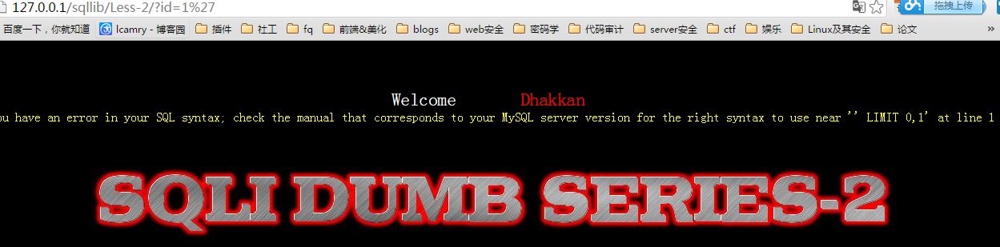 127.0.0.1/sqllib/Less-2/?id=1%27
拖拽上传
百度一下，你就知道 lcamry - 博客园 插件 社工 fq 前端&美化 blogs web安全 密码学 代码审计 server安全 ctf 娱乐 Linux及其安全 论文 »
Welcome Dhakkan
ou have an error in your SQL syntax; check the manual that corresponds to your MySQL server version for the right syntax to use near '' LIMIT 0,1' at line 1
SQLI DUMB SERIES-2